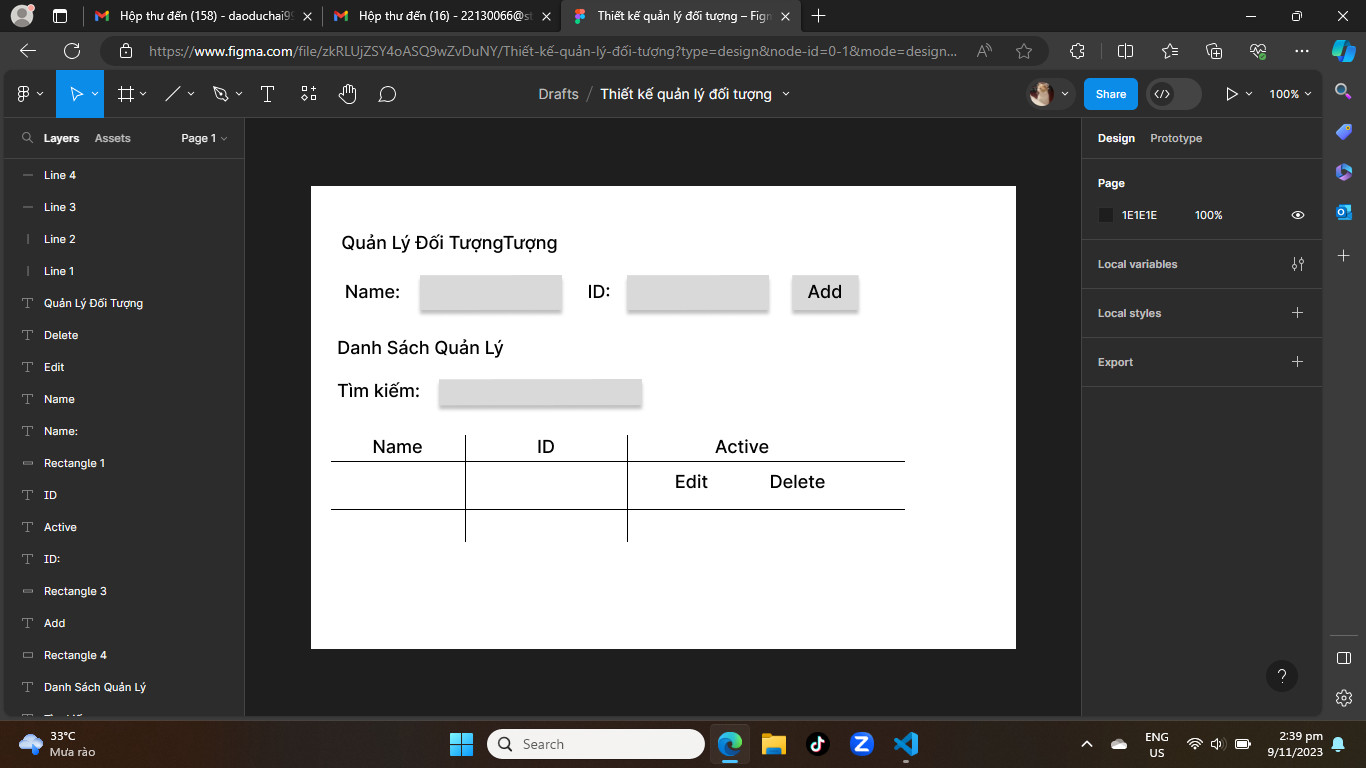 Hộp thư đến (158) - daoduchai99
Hộp thư đến (16) - 22130066@st
Thiết kế quản lý đối tượng – Figm
https://www.figma.com/file/zkRLUjZSY4oASQ9wZvDuNY/Thiết-kế-quản-lý-đối-tượng?type=design&node-id=0-1&mode=design...
Drafts / Thiết kế quản lý đối tượng
Share
100%
Layers Assets Page 1
Design Prototype
Line 4
Line 3
Line 2
Line 1
Quản Lý Đối Tượng
Delete
Edit
Name
Name:
Rectangle 1
ID
Active
ID:
Rectangle 3
Add
Rectangle 4
Danh Sách Quản Lý
Quản Lý Đối TượngTượng
Name: ID: Add
Danh Sách Quản Lý
Tìm kiếm:
Name ID Active
Edit Delete
Page
1E1E1E 100%
Local variables
Local styles
Export
?
33°C
Mưa rào
Search
ENG
US
2:39 pm
9/11/2023